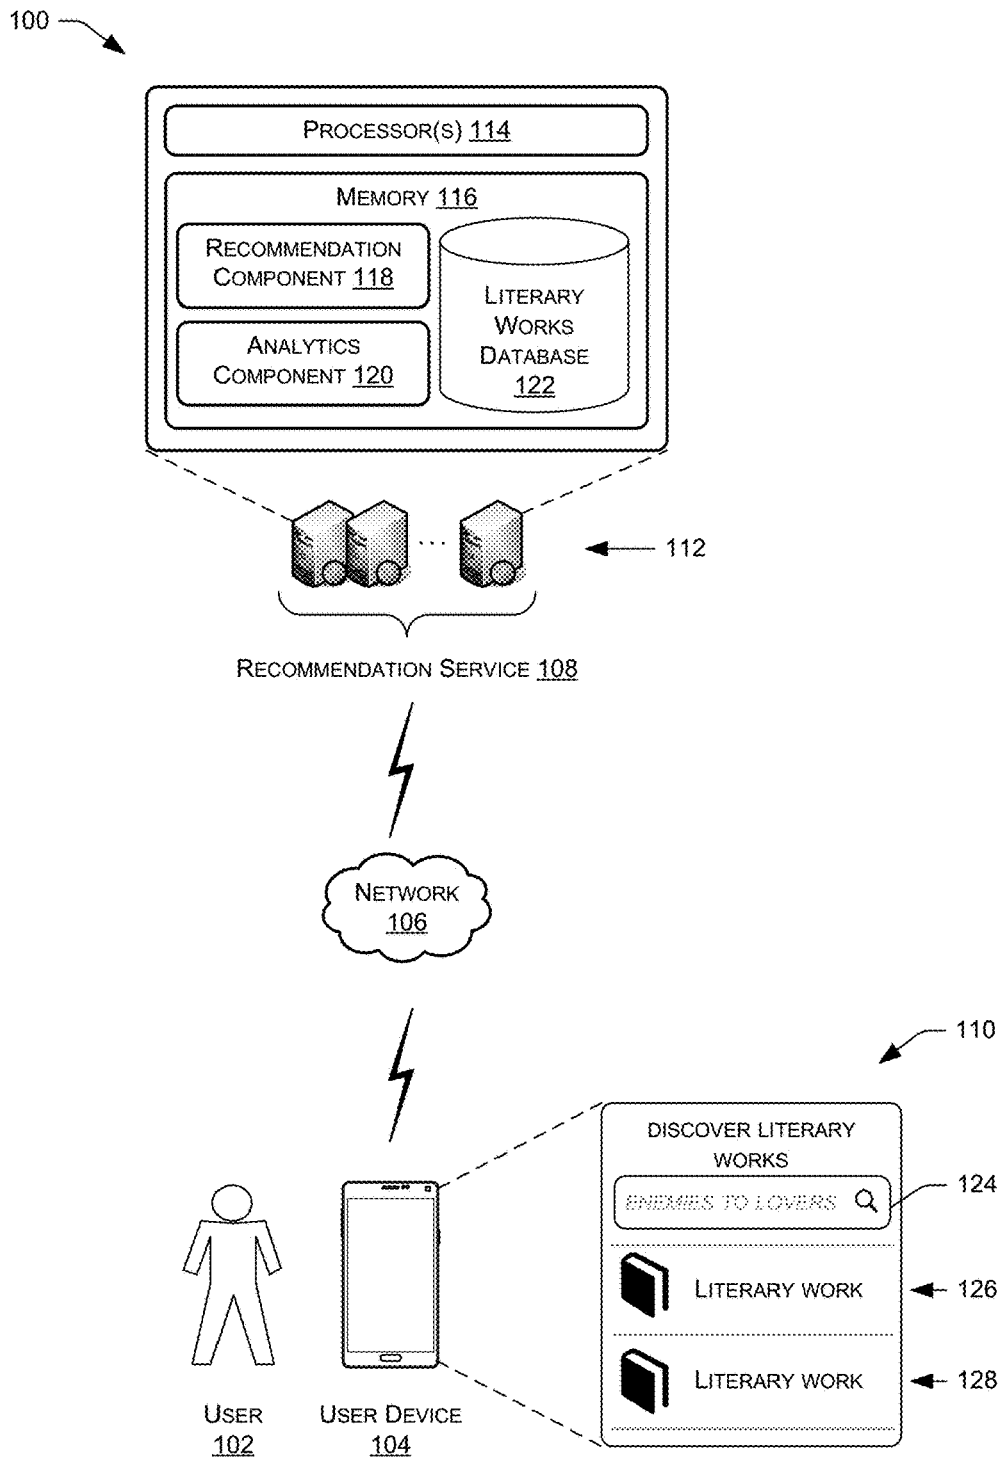 100
PROCESSOR(S) 114
MEMORY 116
RECOMMENDATION
COMPONENT 118
ANALYTICS
COMPONENT 120
LITERARY
WORKS
DATABASE
122
112
RECOMMENDATION SERVICE 108
NETWORK
106
110
DISCOVER LITERARY
WORKS
ENEMIES TO LOVERS
124
LITERARY WORK
126
LITERARY WORK
128
USER
102
USER DEVICE
104